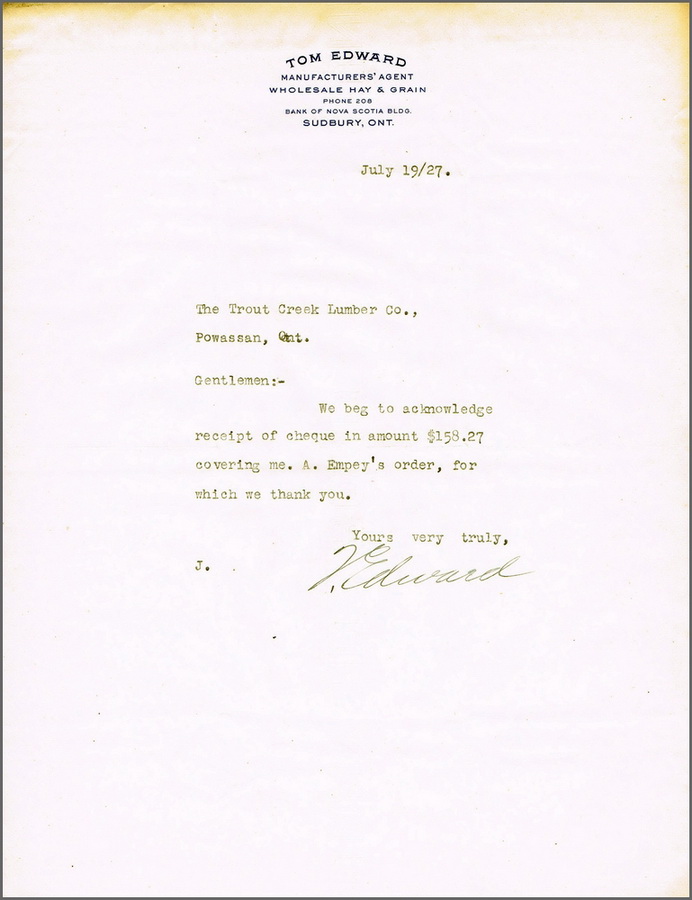 TOM EDWARD
MANUFACTURERS' AGENT
WHOLESALE HAY & GRAIN
PHONE 208
BANK OF NOVA SCOTIA BLDG.
SUDBURY, ONT.
July 19/27.
The Trout Creek Lumber Co.,
Powassan, Ont.
Gentlemen:-
We beg to acknowledge
receipt of cheque in amount $158.27
covering me. A. Empey's order, for
which we thank you.
Yours very truly,
J.
T. Edward